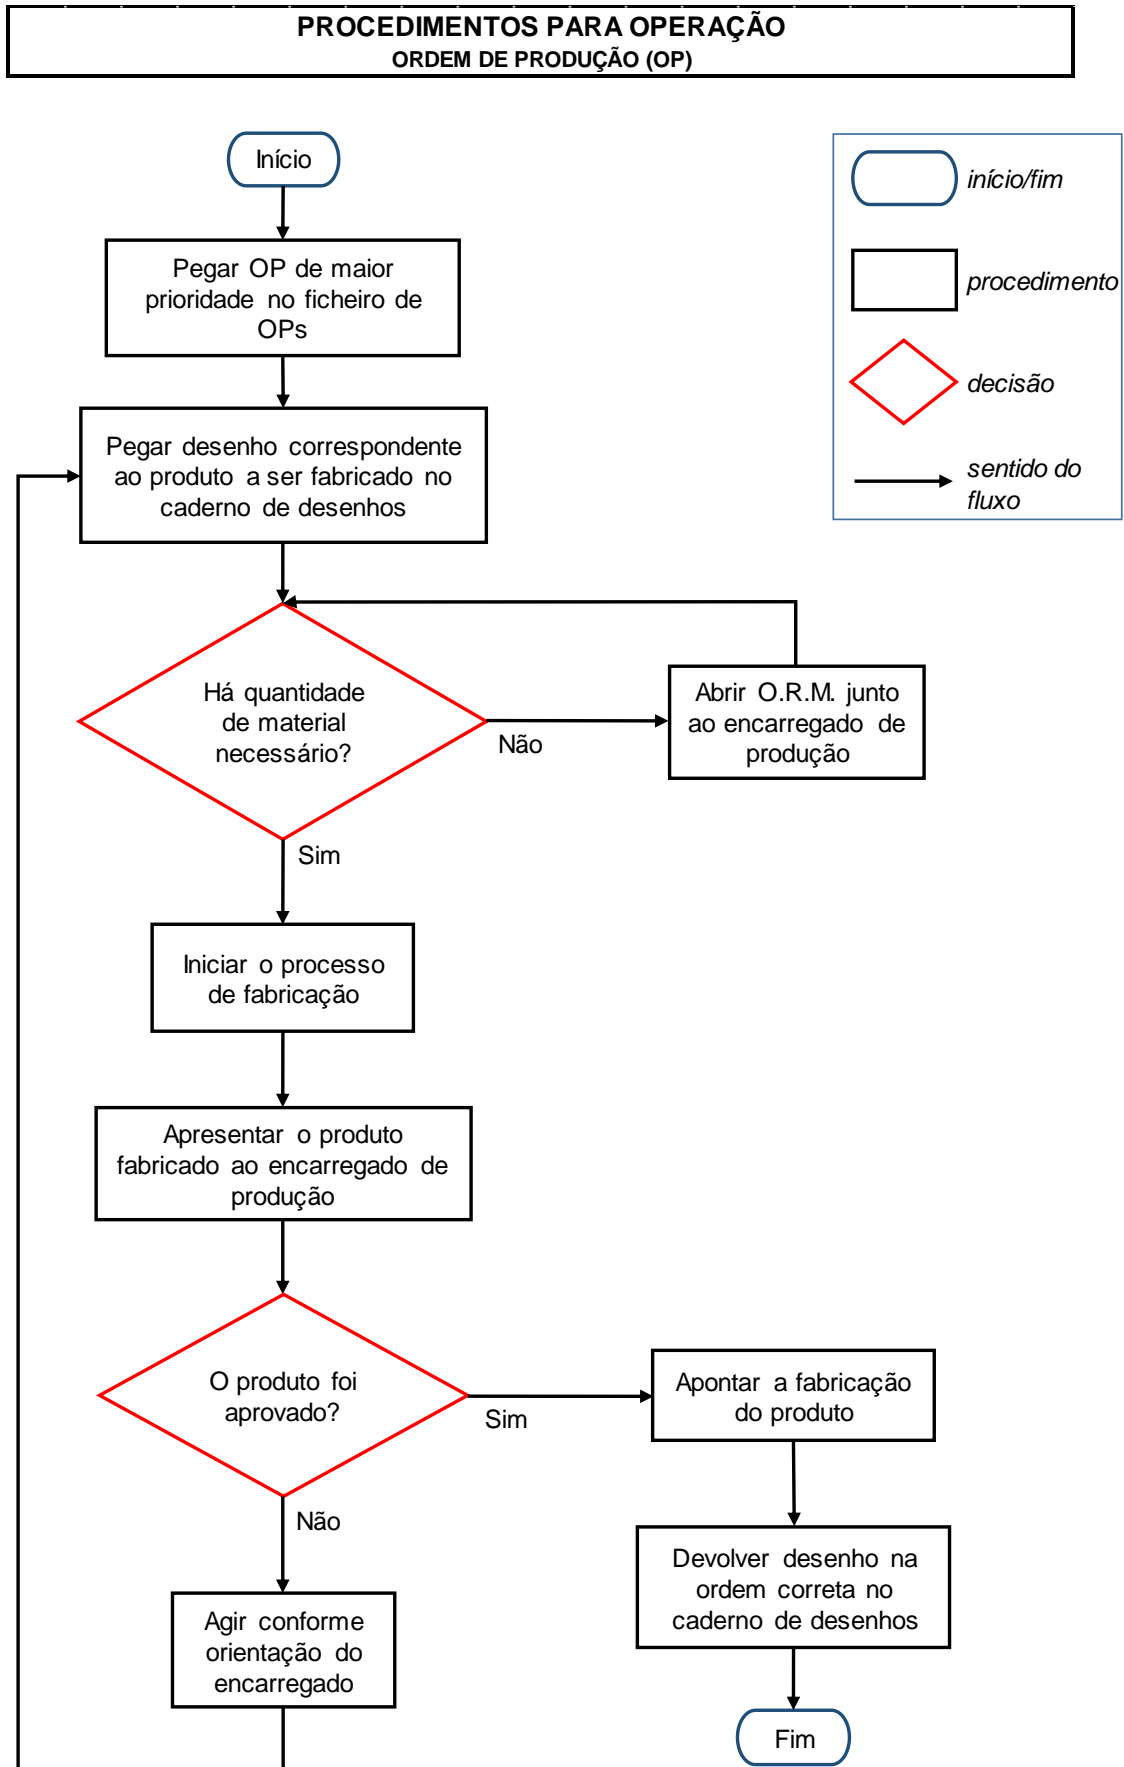 PROCEDIMENTOS PARA OPERAÇÃO
ORDEM DE PRODUÇÃO (OP)
Início
início/fim
procedimento
decisão
sentido do
fluxo
Pegar OP de maior
prioridade no ficheiro de
OPs
Pegar desenho correspondente
ao produto a ser fabricado no
caderno de desenhos
Há quantidade
de material
necessário?
Não
Abrir O.R.M. junto
ao encarregado de
produção
Sim
Iniciar o processo
de fabricação
Apresentar o produto
fabricado ao encarregado de
produção
O produto foi
aprovado?
Sim
Apontar a fabricação
do produto
Não
Devolver desenho na
ordem correta no
caderno de desenhos
Agir conforme
orientação do
encarregado
Fim